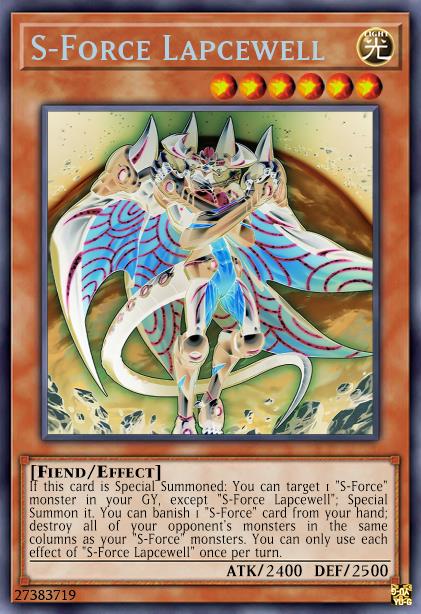 S-Force Lapcewell
LIGHT
光
[Fiend/Effect]
If this card is Special Summoned: You can target 1 "S-Force"
monster in your GY, except "S-Force Lapcewell"; Special
Summon it. You can banish 1 "S-Force" card from your hand;
destroy all of your opponent's monsters in the same
columns as your "S-Force" monsters. You can only use each
effect of "S-Force Lapcewell" once per turn.
ATK/2400 DEF/2500
27383719